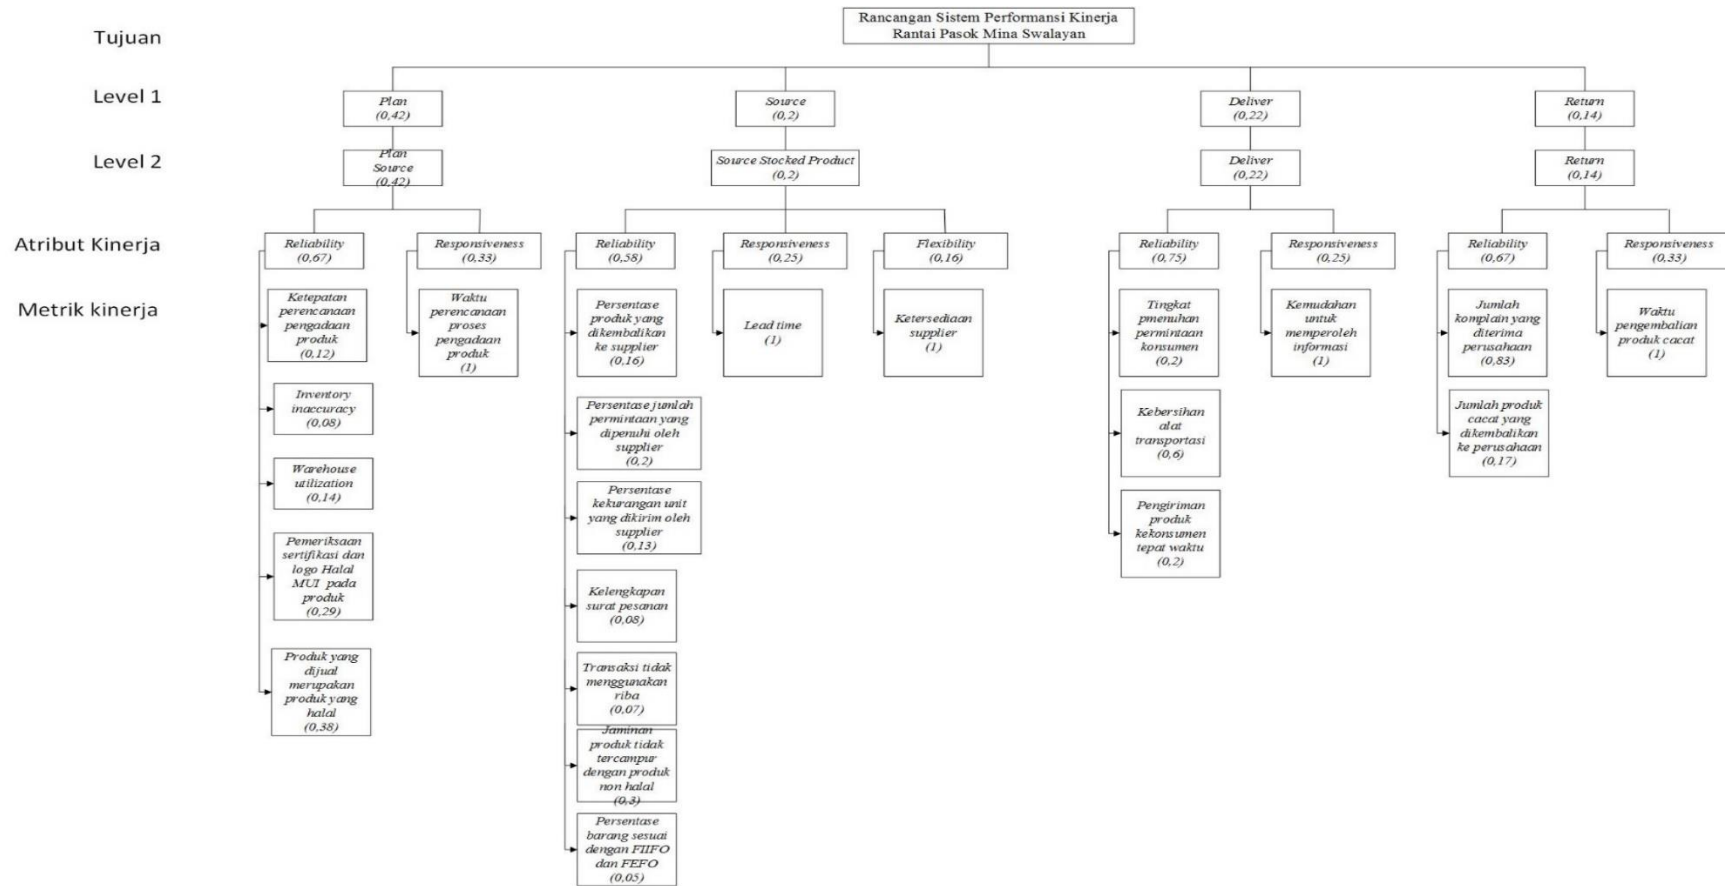 Rancangan Sistem Performansi Kinerja
Rantai Pasok Mina Swalayan
Tujuan
Level 1
Plan
(0,42)
Source
(0,2)
Deliver
(0,22)
Return
(0,14)
Level 2
Plan
Source
(0,42)
Source Stocked Product
(0,2)
Deliver
(0,22)
Return
(0,14)
Atribut Kinerja
Reliability
(0,67)
Responsiveness
(0,33)
Reliability
(0,58)
Responsiveness
(0,25)
Flexibility
(0,16)
Reliability
(0,75)
Responsiveness
(0,25)
Reliability
(0,67)
Responsiveness
(0,33)
Metrik kinerja
Ketepatan
perencanaan
pengadaan
produk
(0,12)
Inventory
inaccuracy
(0,08)
Warehouse
utilization
(0,14)
Pemeriksaan
sertifikasi dan
logo Halal
MUI pada
produk
(0,29)
Produk yang
dijual
merupakan
produk yang
halal
(0,38)
Waktu
perencanaan
proses
pengadaan
produk
(1)
Persentase
produk yang
dikembalikan
ke supplier
(0,16)
Persentase jumlah
permintaan yang
dipenuhi oleh
supplier
(0,2)
Persentase
kekurangan unit
yang dikirim oleh
supplier
(0,13)
Kelengkapan
surat pesanan
(0,08)
Transaksi tidak
menggunakan
riba
(0,07)
Jaminan
produk tidak
tercampur
dengan produk
non halal
(0,3)
Persentase
barang sesuai
dengan FIIFO
dan FEFO
(0,05)
Lead time
(1)
Ketersediaan
supplier
(1)
Tingkat
pmenuhan
permintaan
konsumen
(0,2)
Kebersihan
alat
transportasi
(0,6)
Pengiriman
produk
kekonsumen
tepat waktu
(0,2)
Kemudahan
untuk
memperoleh
informasi
(1)
Jumlah
komplain yang
diterima
perusahaan
(0,83)
Jumlah produk
cacat yang
dikembalikan
ke perusahaan
(0,17)
Waktu
pengembalian
produk cacat
(1)